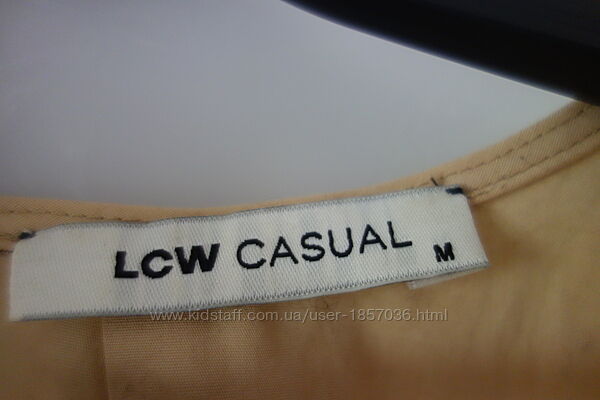 LCW CASUAL M
www.kidstaff.com.ua/user-1857036.html